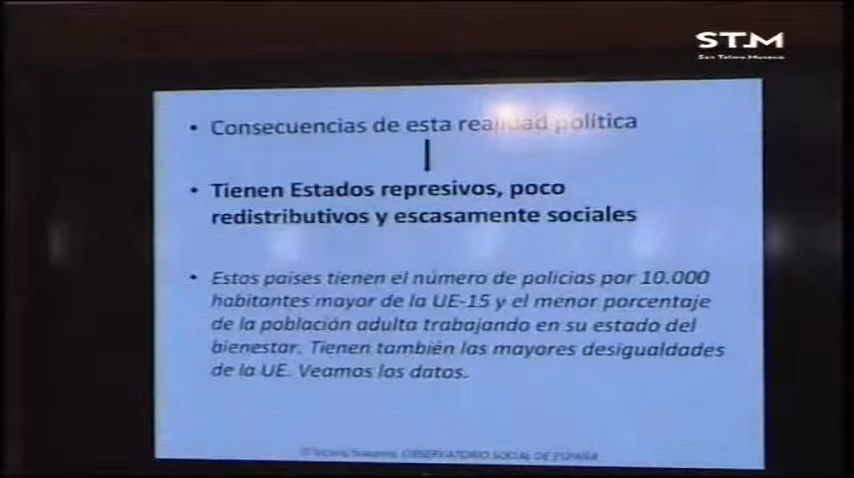 STM
San Telmo Museoa
• Consecuencias de esta realidad política
• Tienen Estados represivos, poco
redistributivos y escasamente sociales
• Estos países tienen el número de policías por 10.000
habitantes mayor de la UE-15 y el menor porcentaje
de la población adulta trabajando en su estado del
bienestar. Tienen también las mayores desigualdades
de la UE. Veamos los datos.
OBSERVATORIO SOCIAL DE ESPAÑA